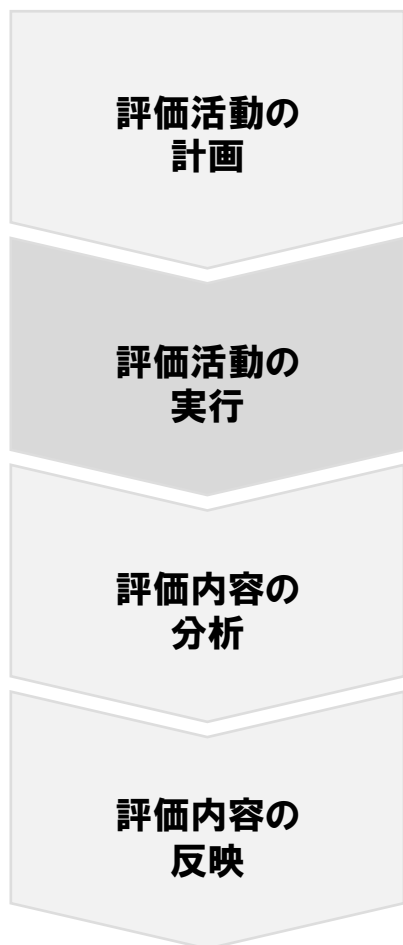 評価活動の
計画
評価活動の
実行
評価内容の
分析
評価内容の
反映